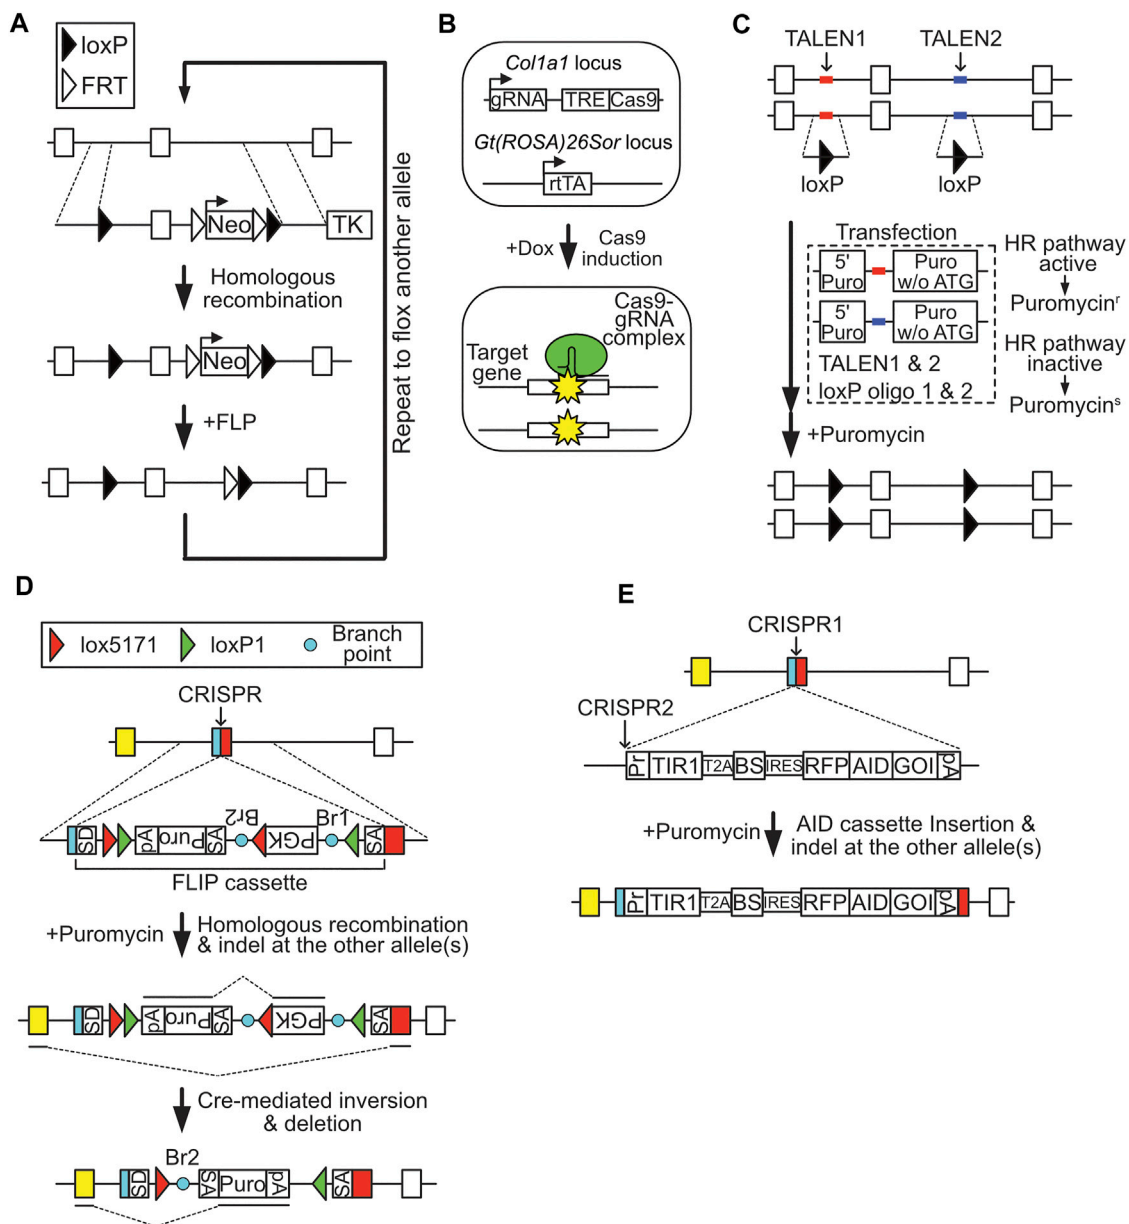 A
loxP
FRT
Neo
TK
Homologous
recombination
Neo
+FLP
Repeat to flox another allele
B
Col1a1 locus
gRNA TRE Cas9
Gt(ROSA)26Sor locus
rtTA
+Dox Cas9
induction
Cas9-
gRNA
complex
Target
gene
C
TALEN1 TALEN2
loxP loxP
Transfection
5' Puro
Puro w/o ATG
5' Puro
Puro w/o ATG
TALEN1 & 2
loxP oligo 1 & 2
HR pathway
active
Puromycinʳ
HR pathway
inactive
Puromycinˢ
+Puromycin
D
lox5171 loxP1 Branch
point
CRISPR
SD pA Puro SA Br2 PGK Br1 SA
FLIP cassette
+Puromycin Homologous recombination
& indel at the other allele(s)
SD pA Puro SA PGK SA
Cre-mediated inversion
& deletion
Br2
SD SA Puro pA SA
E
CRISPR1
CRISPR2
Pr TIR1 T2A BS IRES RFP AID GOI pA
+Puromycin AID cassette Insertion &
indel at the other allele(s)
Pr TIR1 T2A BS IRES RFP AID GOI pA